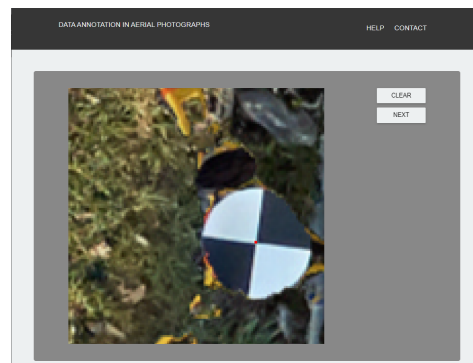 DATA ANNOTATION IN AERIAL PHOTOGRAPHS
HELP CONTACT
CLEAR
NEXT